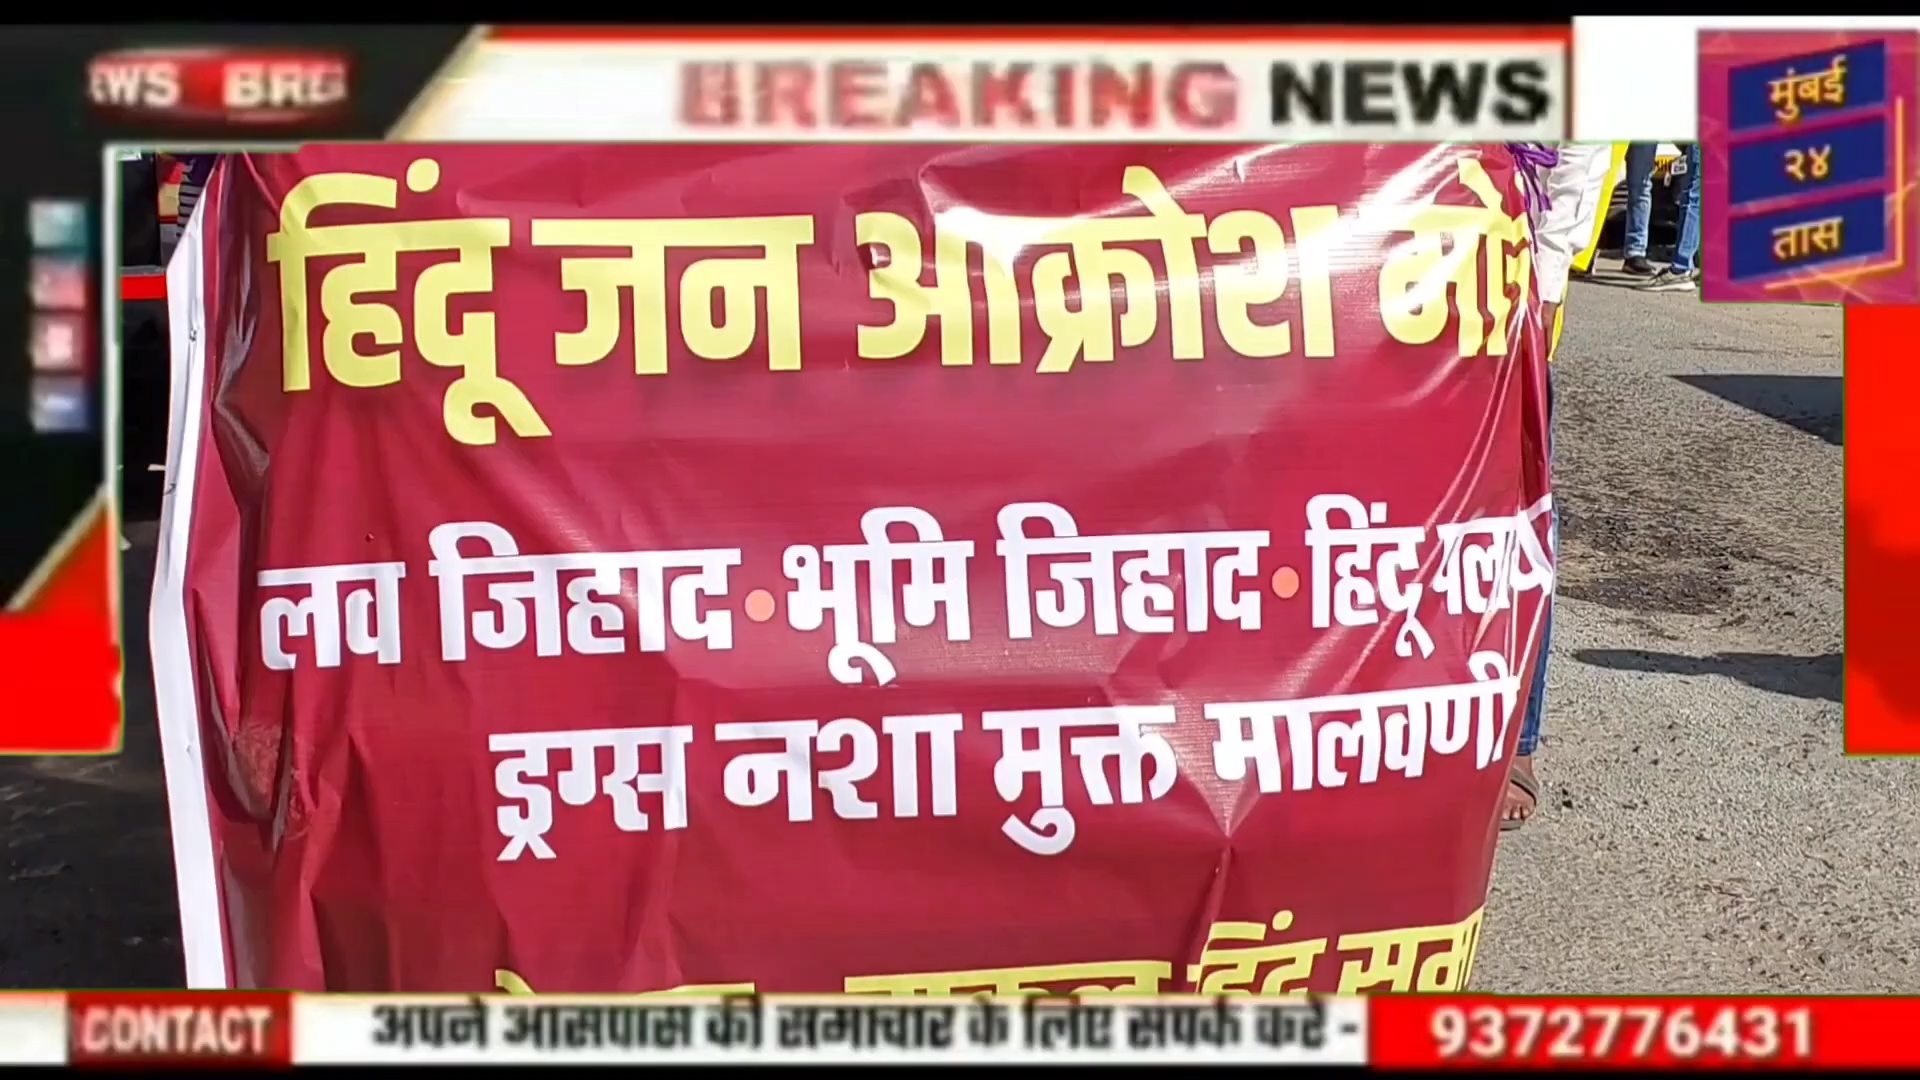 BREAKING NEWS
मुंबई
२४
तास
हिंदू जन आक्रोश
लव जिहाद • भूमि जिहाद • हिंदू
ड्रग्स नशा मुक्त मालवणी
हिंदू
CONTACT
अपने आसपास की समाचार के लिए संपर्क करे - 9372776431